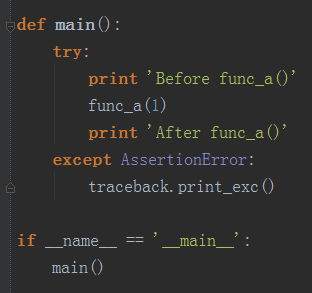 def main():
    try:
        print 'Before func_a()'
        func_a(1)
        print 'After func_a()'
    except AssertionError:
        traceback.print_exc()

if __name__ == '__main__':
    main()